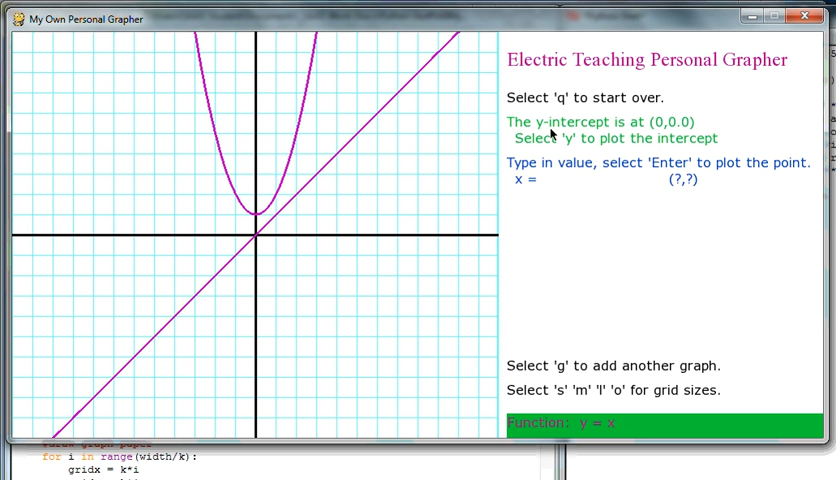 My Own Personal Grapher
Electric Teaching Personal Grapher
Select 'q' to start over.
The y-intercept is at (0,0.0)
Select 'y' to plot the intercept
Type in value, select 'Enter' to plot the point.
x = (?,?)
Select 'g' to add another graph.
Select 's' 'm' 'l' 'o' for grid sizes.
Function: y = x
for i in range(width/k):
gridx = k*i